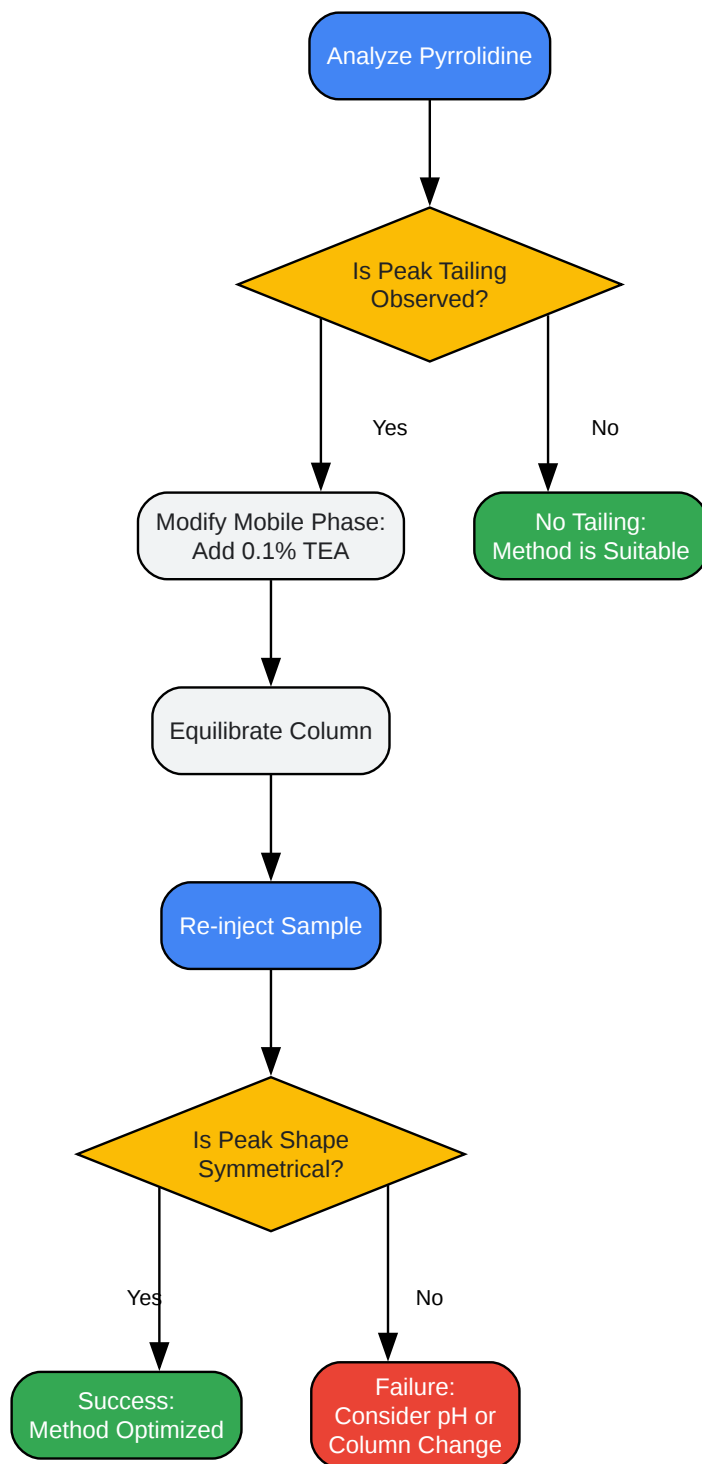 Analyze Pyrrolidine
Is Peak Tailing
Observed?
Yes
No
Modify Mobile Phase:
Add 0.1% TEA
No Tailing:
Method is Suitable
Equilibrate Column
Re-inject Sample
Is Peak Shape
Symmetrical?
Yes
No
Success:
Method Optimized
Failure:
Consider pH or
Column Change